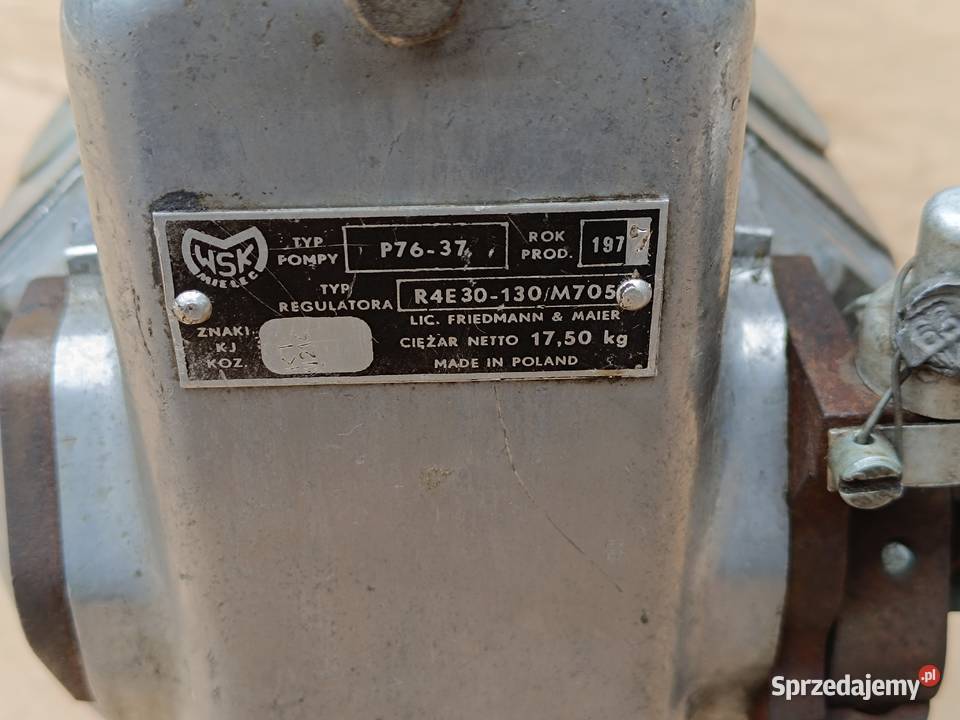 WSK
MIELEC
TYP POMPY P76-37 ROK PROD. 1977
TYP REGULATORA R4E30-130/M705
LIC. FRIEDMANN & MAIER
ZNAKI KJ KOZ.
CIĘŻAR NETTO 17,50 kg
MADE IN POLAND
Sprzedajemy.pl